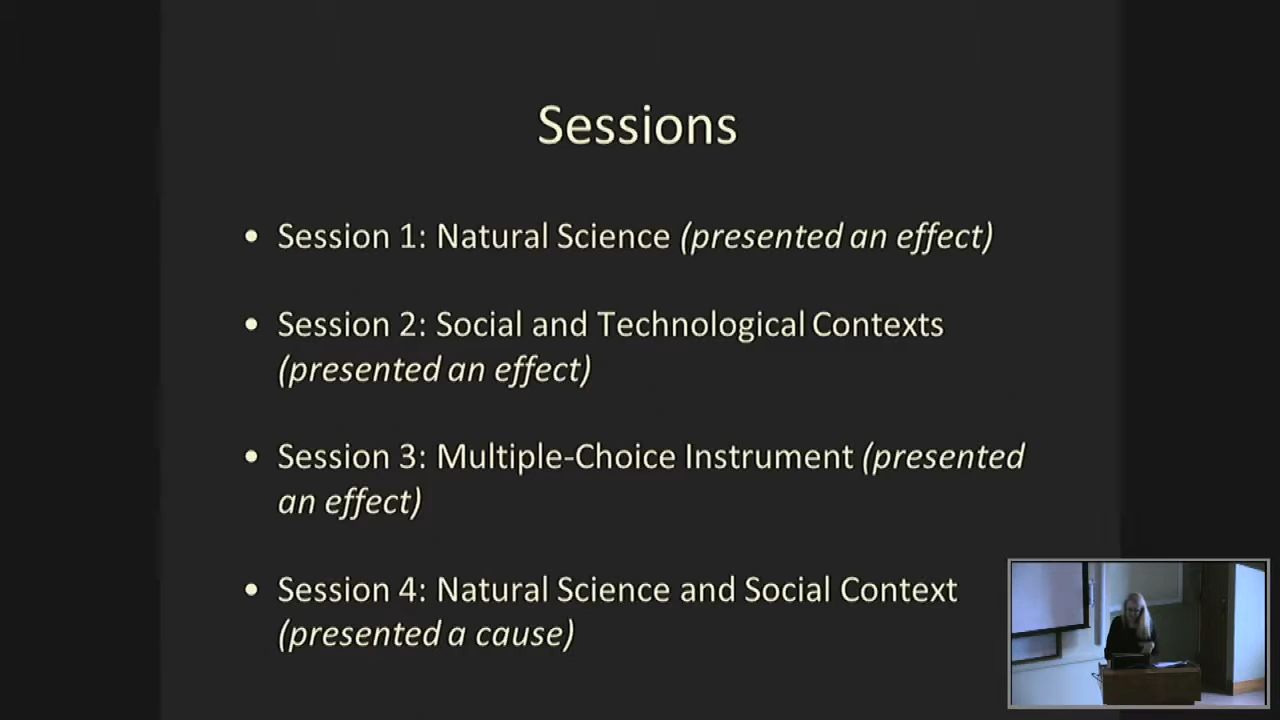 Sessions
• Session 1: Natural Science (presented an effect)
• Session 2: Social and Technological Contexts
(presented an effect)
• Session 3: Multiple-Choice Instrument (presented
an effect)
• Session 4: Natural Science and Social Context
(presented a cause)